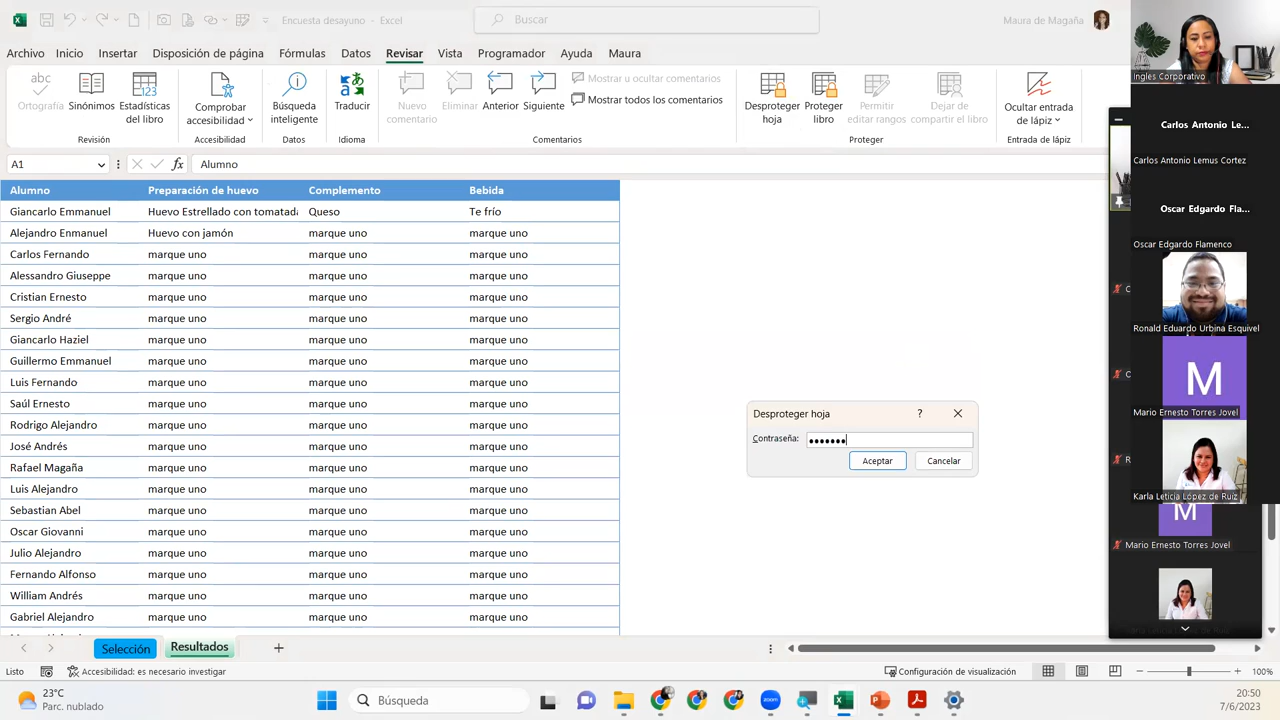 Encuesta desayuno - Excel
Buscar
Maura de Magaña
Archivo Inicio Insertar Disposición de página Fórmulas Datos Revisar Vista Programador Ayuda Maura
abc
Ortografía
Sinónimos
Estadísticas del libro
Comprobar accesibilidad
Búsqueda inteligente
Traducir
Nuevo comentario
Eliminar
Anterior
Siguiente
Mostrar u ocultar comentarios
Mostrar todos los comentarios
Desproteger hoja
Proteger libro
Permitir editar rangos
Dejar de compartir el libro
Ocultar entrada de lápiz
Revisión Accesibilidad Datos Idioma Comentarios Proteger Entrada de lápiz
A1 fx Alumno
Alumno Preparación de huevo Complemento Bebida
Giancarlo Emmanuel Huevo Estrellado con tomatada Queso Te frío
Alejandro Enmanuel Huevo con jamón marque uno marque uno
Carlos Fernando marque uno marque uno marque uno
Alessandro Giuseppe marque uno marque uno marque uno
Cristian Ernesto marque uno marque uno marque uno
Sergio André marque uno marque uno marque uno
Giancarlo Haziel marque uno marque uno marque uno
Guillermo Emmanuel marque uno marque uno marque uno
Luis Fernando marque uno marque uno marque uno
Saúl Ernesto marque uno marque uno marque uno
Rodrigo Alejandro marque uno marque uno marque uno
José Andrés marque uno marque uno marque uno
Rafael Magaña marque uno marque uno marque uno
Luis Alejandro marque uno marque uno marque uno
Sebastian Abel marque uno marque uno marque uno
Oscar Giovanni marque uno marque uno marque uno
Julio Alejandro marque uno marque uno marque uno
Fernando Alfonso marque uno marque uno marque uno
William Andrés marque uno marque uno marque uno
Gabriel Alejandro marque uno marque uno marque uno
Desproteger hoja ?
Contraseña: •••••••
Aceptar Cancelar
Ingles Corporativo
Carlos Antonio Le...
Carlos Antonio Lemus Cortez
Oscar Edgardo Fla...
Oscar Edgardo Flamenco
Ronald Eduardo Urbina Esquivel
M
Mario Ernesto Torres Jovel
Karla Leticia López de Ruiz
M
Mario Ernesto Torres Jovel
Selección Resultados
Listo Accesibilidad: es necesario investigar Configuración de visualización 100%
23°C
Parc. nublado
Búsqueda
zoom
20:50
7/6/2023